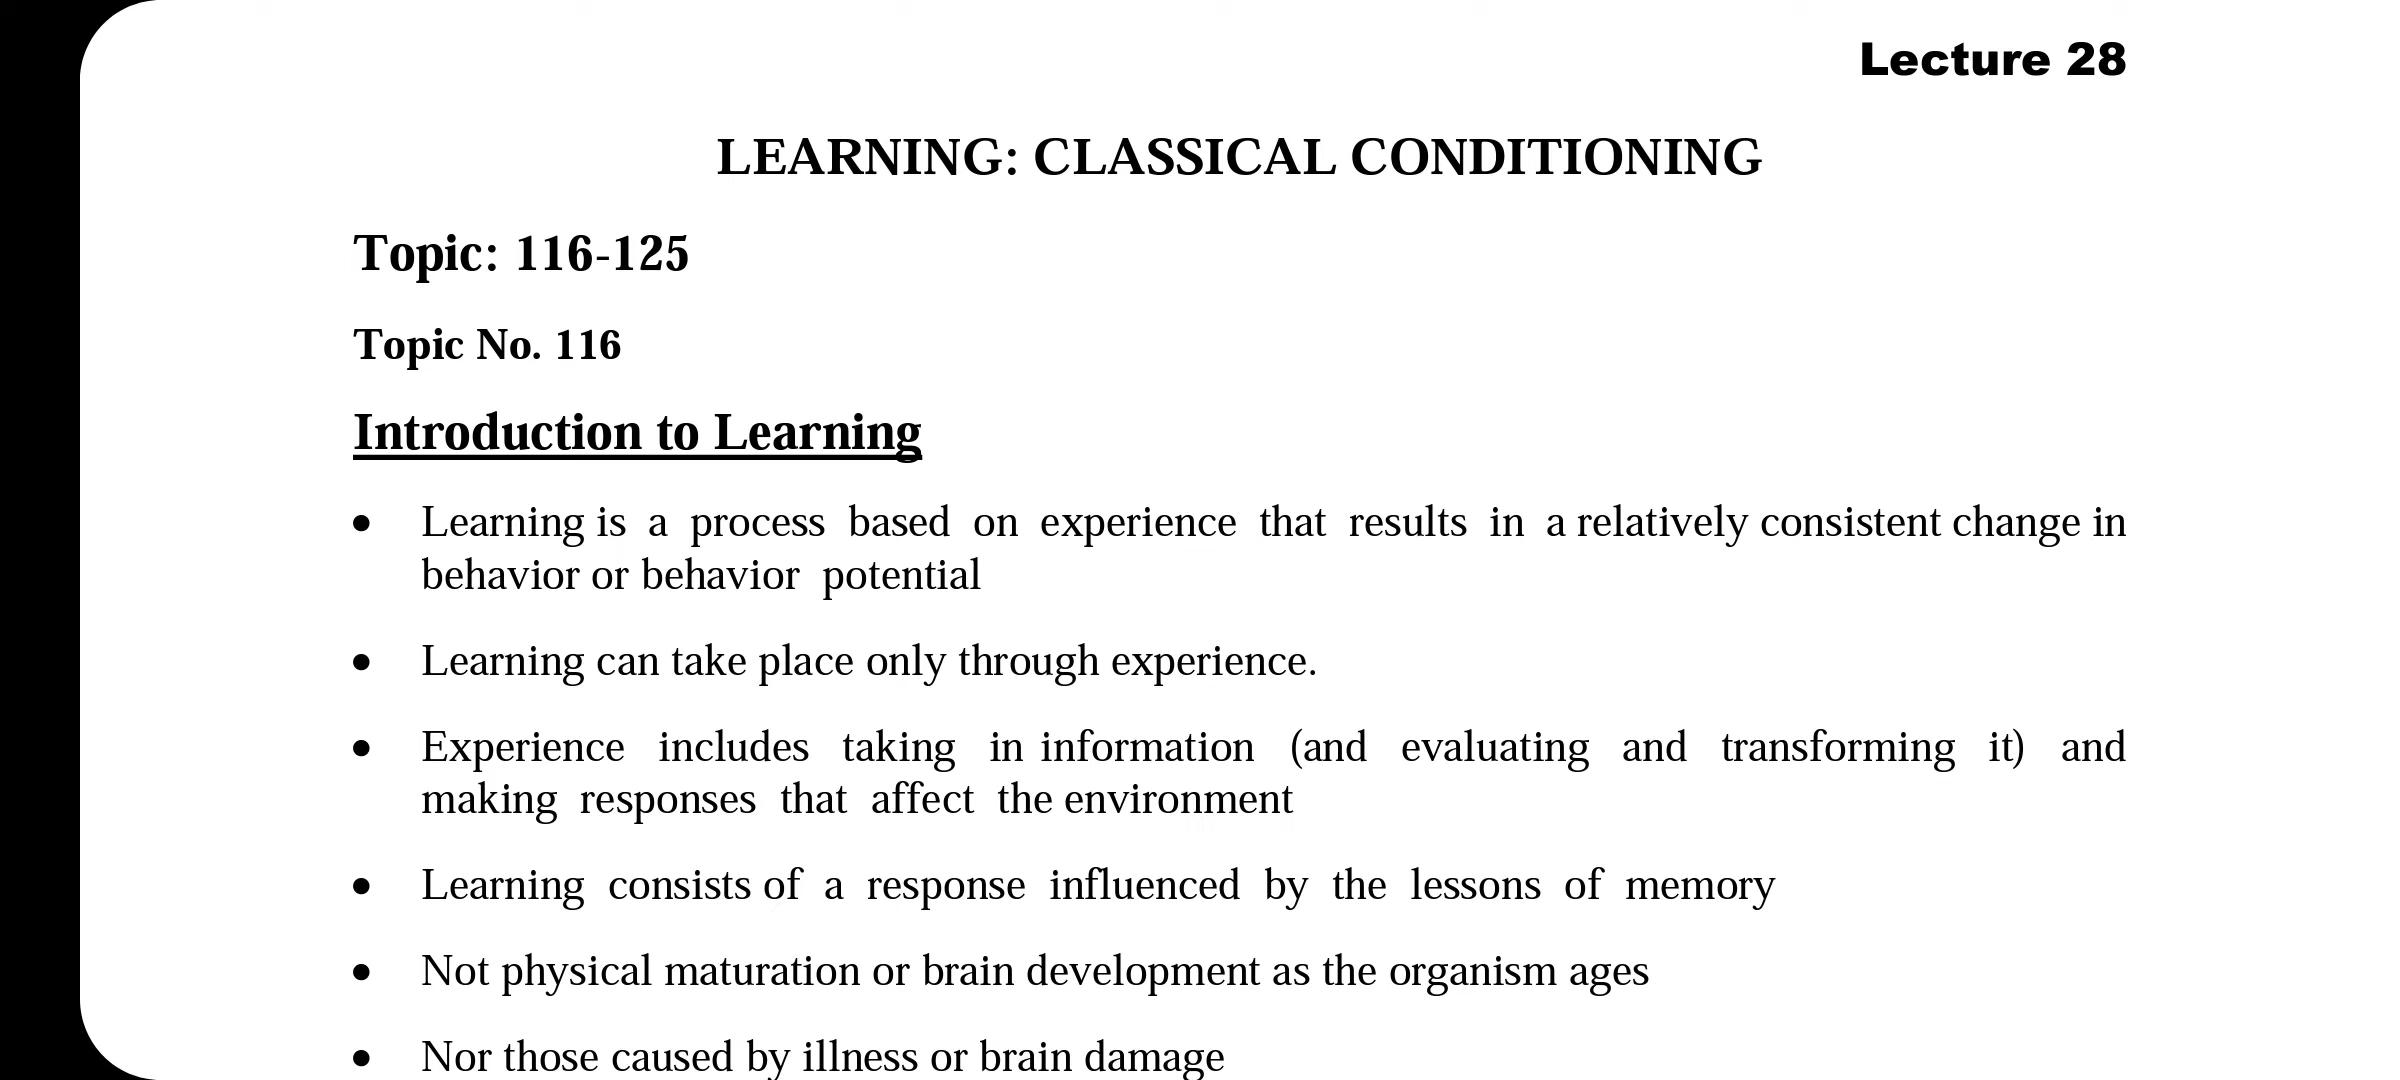 Lecture 28
LEARNING: CLASSICAL CONDITIONING
Topic: 116-125
Topic No. 116
Introduction to Learning
• Learning is a process based on experience that results in a relatively consistent change in
behavior or behavior potential
• Learning can take place only through experience.
• Experience includes taking in information (and evaluating and transforming it) and
making responses that affect the environment
• Learning consists of a response influenced by the lessons of memory
• Not physical maturation or brain development as the organism ages
• Nor those caused by illness or brain damage